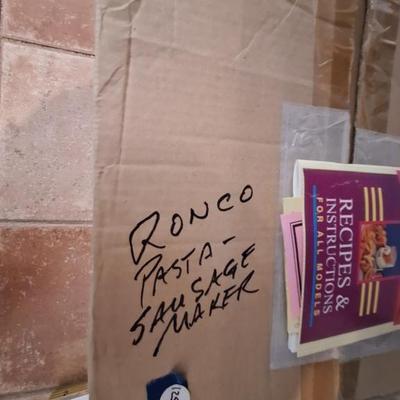 RONCO
PASTA-
SAUSAGE
MAKER
RECIPES &
INSTRUCTIONS
FOR ALL MODELS